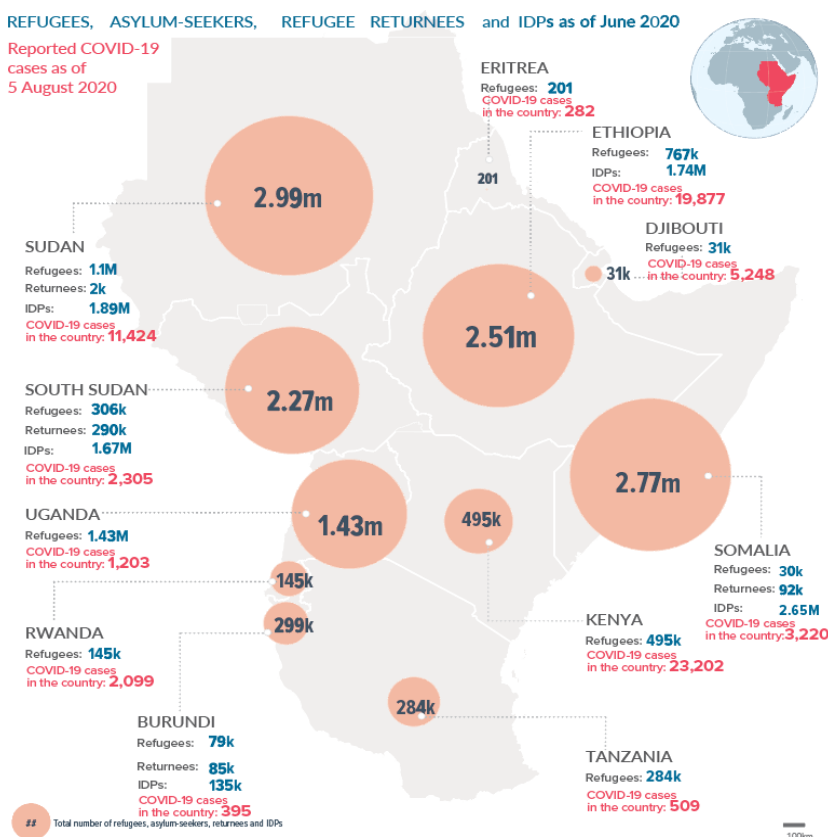 REFUGEES, ASYLUM-SEEKERS, REFUGEE RETURNEES and IDPs as of June 2020
Reported COVID-19
cases as of
5 August 2020
ERITREA
Refugees: 201
COVID-19 cases
in the country: 282
201
ETHIOPIA
Refugees: 767k
IDPs: 1.74M
COVID-19 cases
in the country: 19,877
2.51m
DJIBOUTI
Refugees: 31k
COVID-19 cases
in the country: 5,248
31k
2.99m
SUDAN
Refugees: 1.1M
Returnees: 2k
IDPs: 1.89M
COVID-19 cases
in the country: 11,424
2.27m
SOUTH SUDAN
Refugees: 306k
Returnees: 290k
IDPs: 1.67M
COVID-19 cases
in the country: 2,305
1.43m
UGANDA
Refugees: 1.43M
COVID-19 cases
in the country: 1,203
495k
2.77m
SOMALIA
Refugees: 30k
Returnees: 92k
IDPs: 2.65M
COVID-19 cases
in the country: 3,220
KENYA
Refugees: 495k
COVID-19 cases
in the country: 23,202
145k
RWANDA
Refugees: 145k
COVID-19 cases
in the country: 2,099
299k
BURUNDI
Refugees: 79k
Returnees: 85k
IDPs: 135k
COVID-19 cases
in the country: 395
284k
TANZANIA
Refugees: 284k
COVID-19 cases
in the country: 509
## Total number of refugees, asylum-seekers, returnees and IDPs
100km